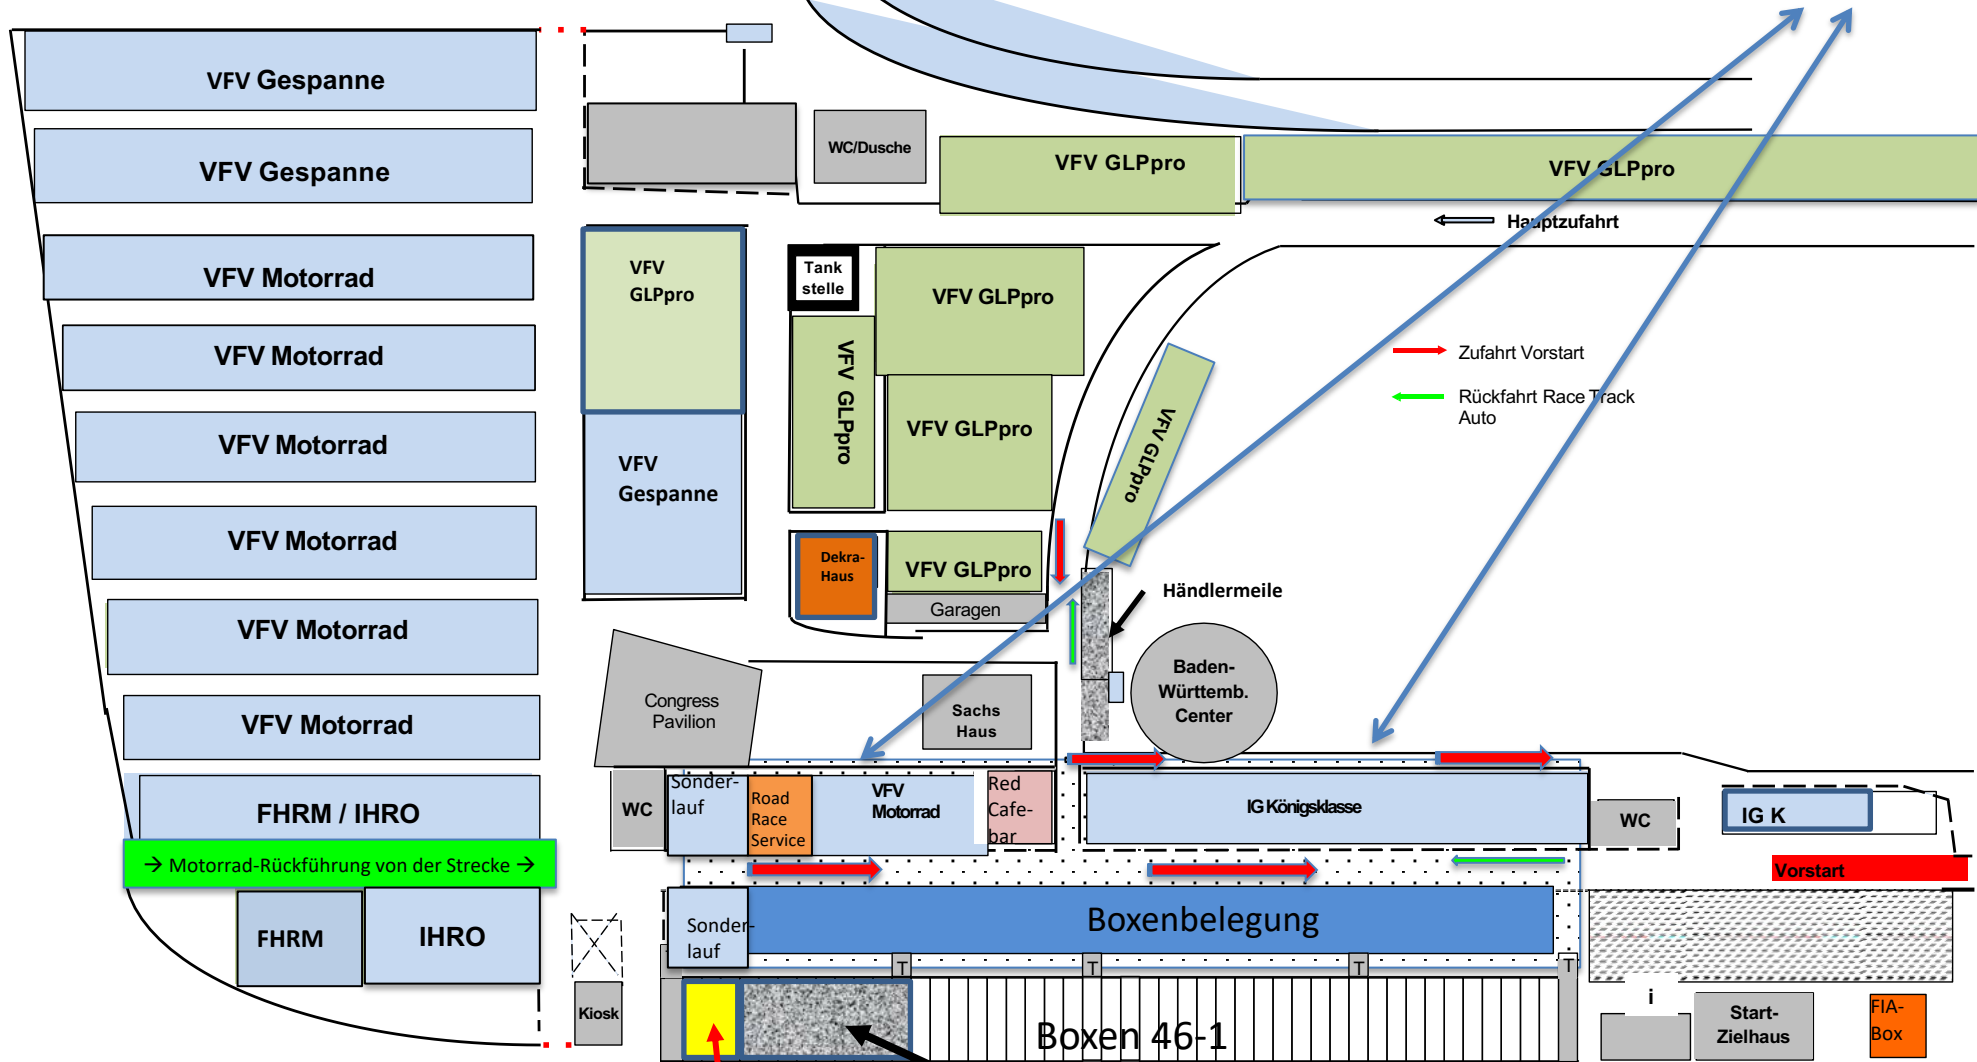 VFV Gespanne
VFV Gespanne
WC/Dusche
VFV GLPpro
VFV GLPpro
Hauptzufahrt
VFV Motorrad
VFV
GLPpro
Tank
stelle
VFV GLPpro
VFV Motorrad
VFV GLPpro
Zufahrt Vorstart
Rückfahrt Race Track
Auto
VFV Motorrad
VFV GLPpro
VFV GLPpro
VFV
Gespanne
VFV Motorrad
Dekra-
Haus
VFV GLPpro
Garagen
Händlermeile
VFV Motorrad
Baden-
Württemb.
Center
Congress
Pavilion
Sachs
Haus
VFV Motorrad
FHRM / IHRO
WC
Sonder-
lauf
Road
Race
Service
VFV
Motorrad
Red
Cafe-
bar
IG Königsklasse
WC
IG K
→ Motorrad-Rückführung von der Strecke →
Vorstart
FHRM
IHRO
Sonder-
lauf
Boxenbelegung
T
T
T
T
Kiosk
Boxen 46-1
i
Start-
Zielhaus
FIA-
Box